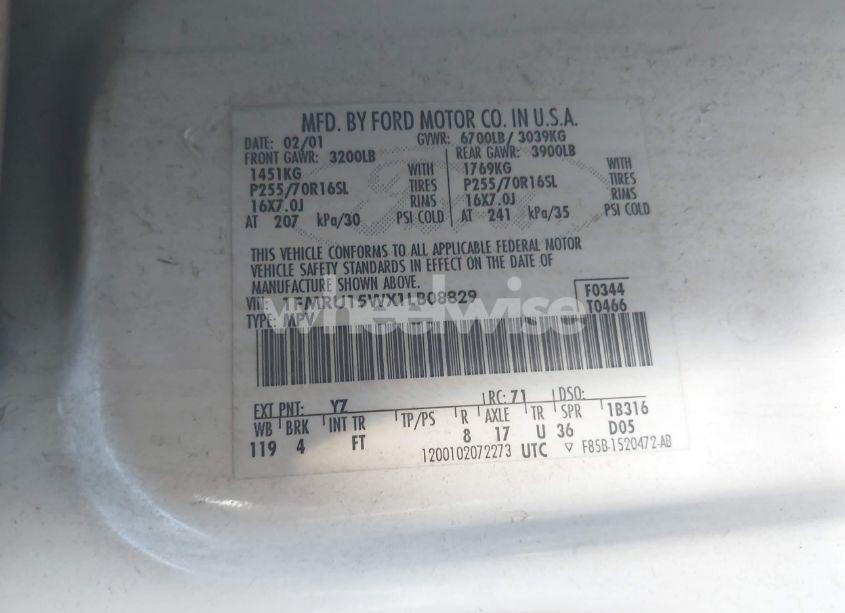 MFD. BY FORD MOTOR CO. IN U.S.A.
DATE: 02/01 GVWR: 6700LB/ 3039KG
FRONT GAWR: 3200LB REAR GAWR: 3900LB
1451KG WITH 1769KG WITH
P255/70R16SL TIRES P255/70R16SL TIRES
16X7.0J RIMS 16X7.0J RIMS
AT 207 kPa/30 PSI COLD AT 241 kPa/35 PSI COLD
THIS VEHICLE CONFORMS TO ALL APPLICABLE FEDERAL MOTOR
VEHICLE SAFETY STANDARDS IN EFFECT ON THE DATE OF
MANUFACTURE SHOWN ABOVE.
VIN: 1FMRU15WX1LB08829 F0344
TYPE: MPV T0466
wheelwise
EXT PNT: YZ RC: 71 DSO:
WB BRK INT TR TP/PS R AXLE TR SPR 1B316
119 4 FT 8 17 U 36 D05
1200102072273 UTC ▽ F85B-1520472-AB